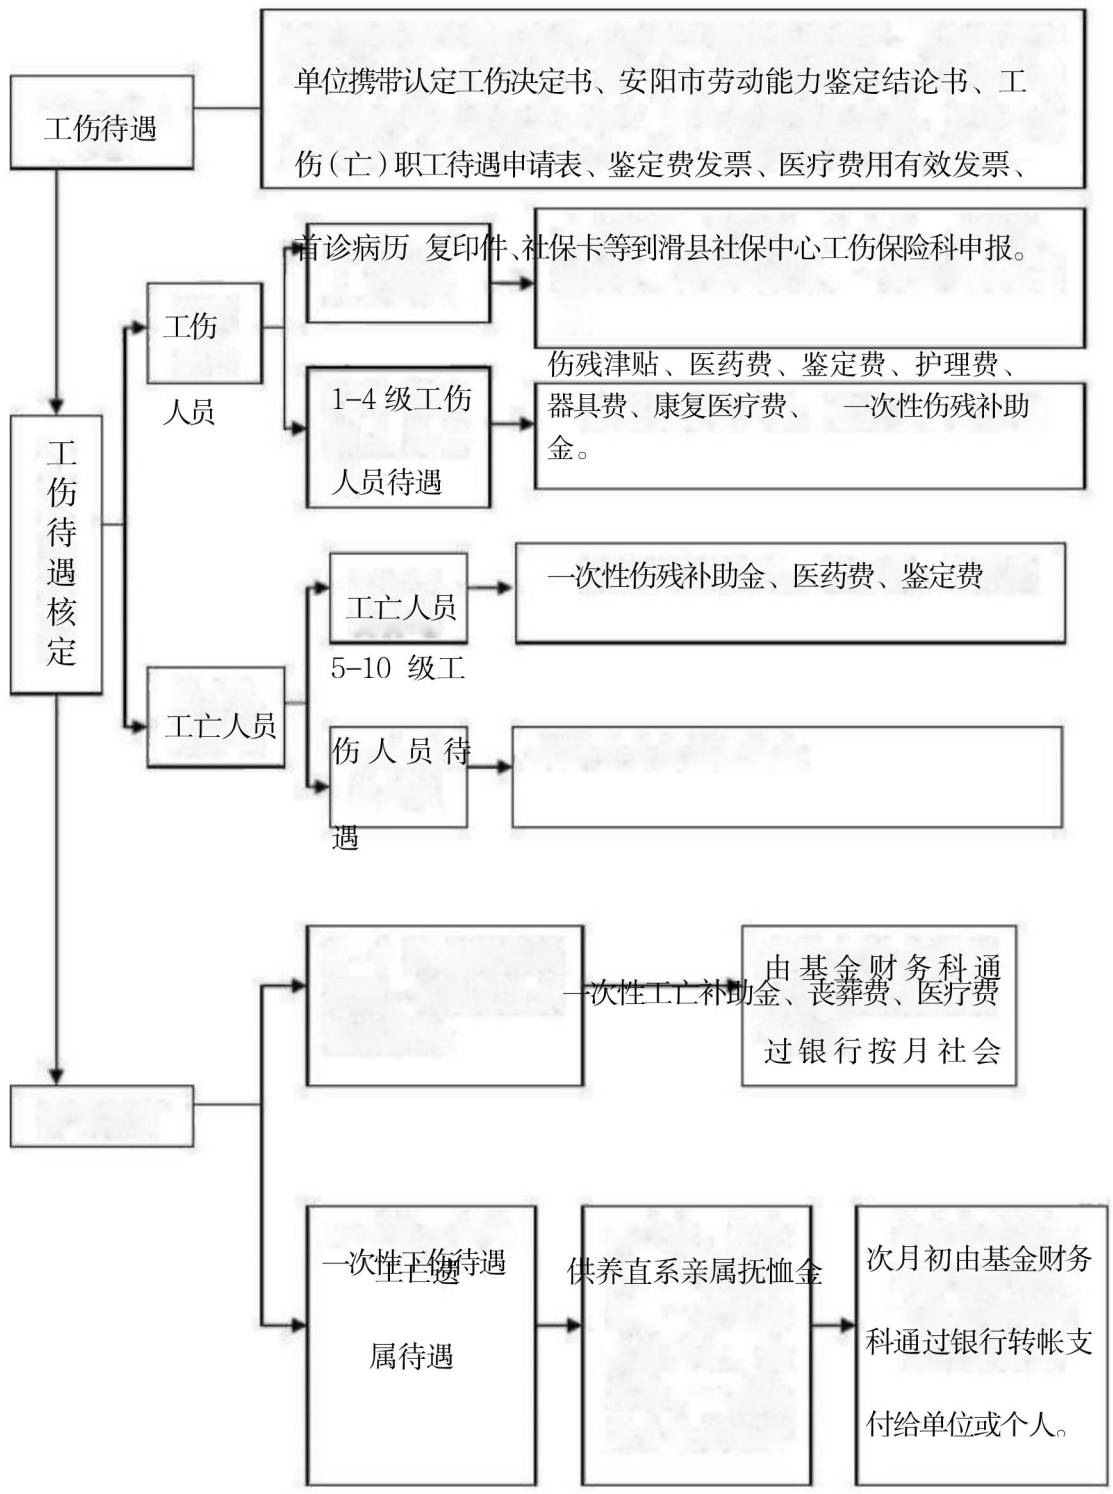 单位携带认定工伤决定书、安阳市劳动能力鉴定结论书、工
工伤待遇
伤(亡)职工待遇申请表、鉴定费发票、医疗费用有效发票、
首诊病历 复印件、社保卡等到滑县社保中心工伤保险科申报。
工伤
人员
伤残津贴、医药费、鉴定费、护理费、
器具费、康复医疗费、 一次性伤残补助
金。
1-4 级工伤
人员待遇
工伤待遇核定
一次性伤残补助金、医药费、鉴定费
工亡人员
5-10 级工
工亡人员
伤人员待
遇
由基金财务科通
一次性工亡补助金、丧葬费、医疗费
过银行按月社会
一次性工伤待遇
工亡遗
属待遇
供养直系亲属抚恤金
次月初由基金财务
科通过银行转帐支
付给单位或个人。